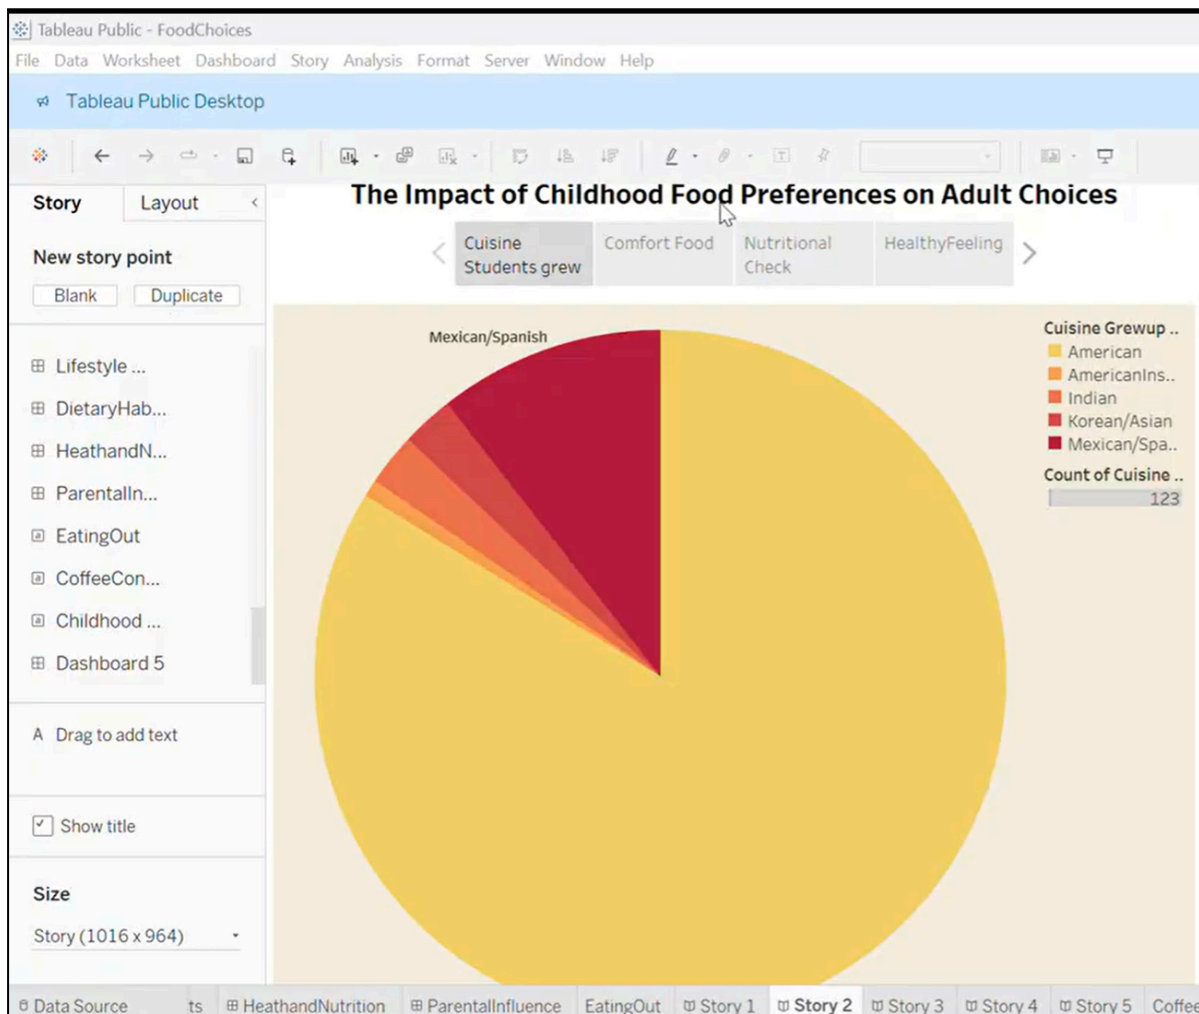 Tableau Public - FoodChoices
File Data Worksheet Dashboard Story Analysis Format Server Window Help
Tableau Public Desktop
Story Layout
New story point
Blank Duplicate
Lifestyle ...
DietaryHab...
HeathandN...
ParentalIn...
EatingOut
CoffeeCon...
Childhood ...
Dashboard 5
A Drag to add text
Show title
Size
Story (1016 x 964)
The Impact of Childhood Food Preferences on Adult Choices
Cuisine
Students grew
Comfort Food
Nutritional
Check
HealthyFeeling
Mexican/Spanish
Cuisine Grewup ..
American
AmericanIns..
Indian
Korean/Asian
Mexican/Spa..
Count of Cuisine ..
123
Data Source ts HeathandNutrition ParentalInfluence EatingOut Story 1 Story 2 Story 3 Story 4 Story 5 Coffee